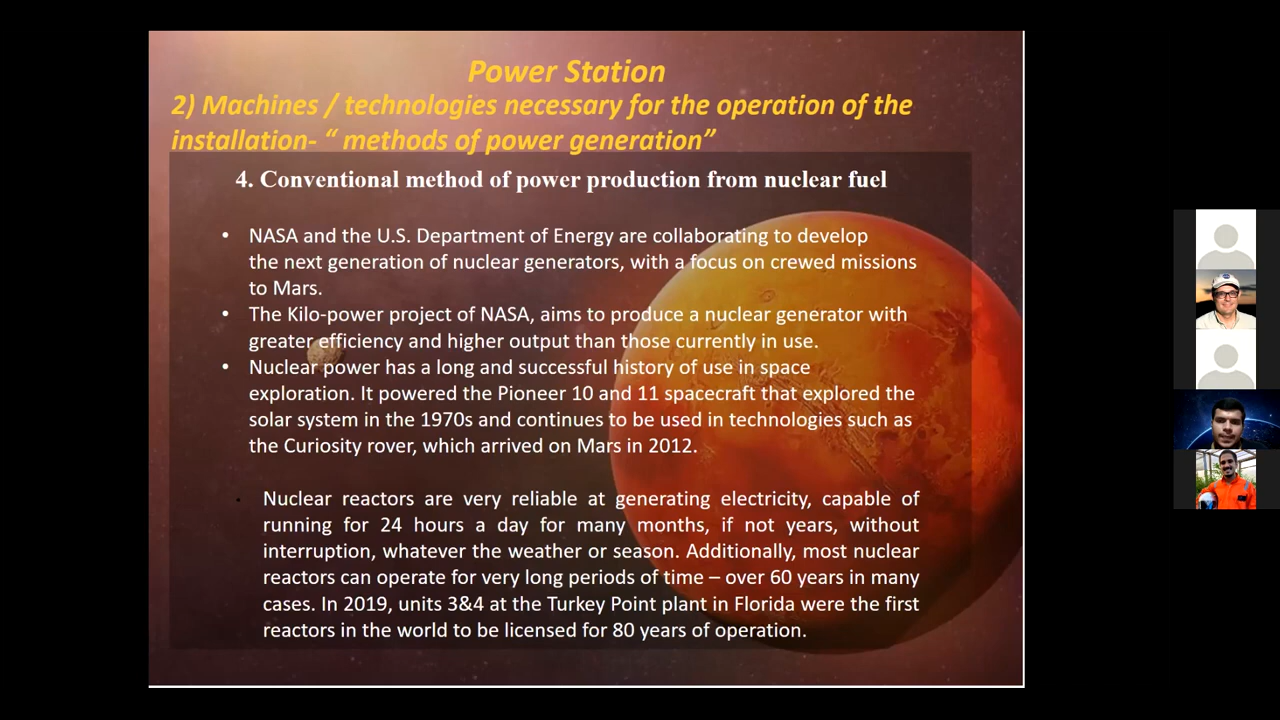 Power Station
2) Machines / technologies necessary for the operation of the
installation- “ methods of power generation”
4. Conventional method of power production from nuclear fuel
• NASA and the U.S. Department of Energy are collaborating to develop
the next generation of nuclear generators, with a focus on crewed missions
to Mars.
• The Kilo-power project of NASA, aims to produce a nuclear generator with
greater efficiency and higher output than those currently in use.
• Nuclear power has a long and successful history of use in space
exploration. It powered the Pioneer 10 and 11 spacecraft that explored the
solar system in the 1970s and continues to be used in technologies such as
the Curiosity rover, which arrived on Mars in 2012.
• Nuclear reactors are very reliable at generating electricity, capable of
running for 24 hours a day for many months, if not years, without
interruption, whatever the weather or season. Additionally, most nuclear
reactors can operate for very long periods of time – over 60 years in many
cases. In 2019, units 3&4 at the Turkey Point plant in Florida were the first
reactors in the world to be licensed for 80 years of operation.